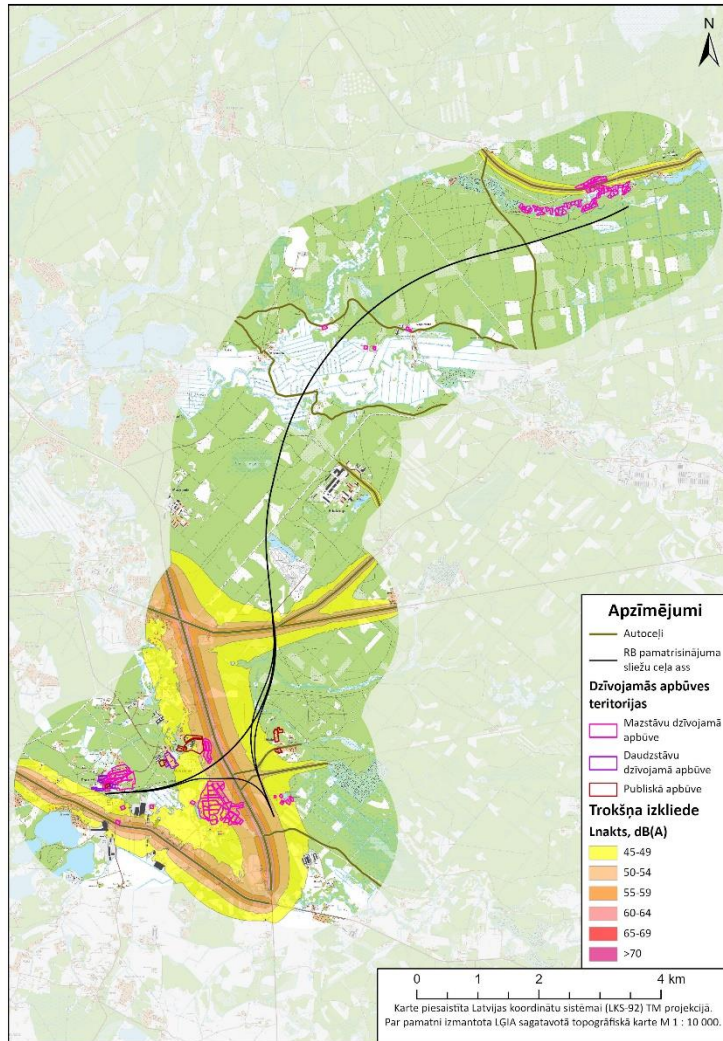 N
Apzīmējumi
Autoceļi
RB pamatrisinājuma
sliežu ceļa ass
Dzīvojamās apbūves
teritorijas
Mazstāvu dzīvojamā
apbūve
Daudzstāvu
dzīvojamā apbūve
Publiskā apbūve
Trokšņa izkliede
Lnakts, dB(A)
45-49
50-54
55-59
60-64
65-69
>70
0 1 2 4 km
Karte piesaistīta Latvijas koordinātu sistēmai (LKS-92) TM projekcijā.
Par pamatni izmantota LĢIA sagatavotā topogrāfiskā karte M 1 : 10 000.